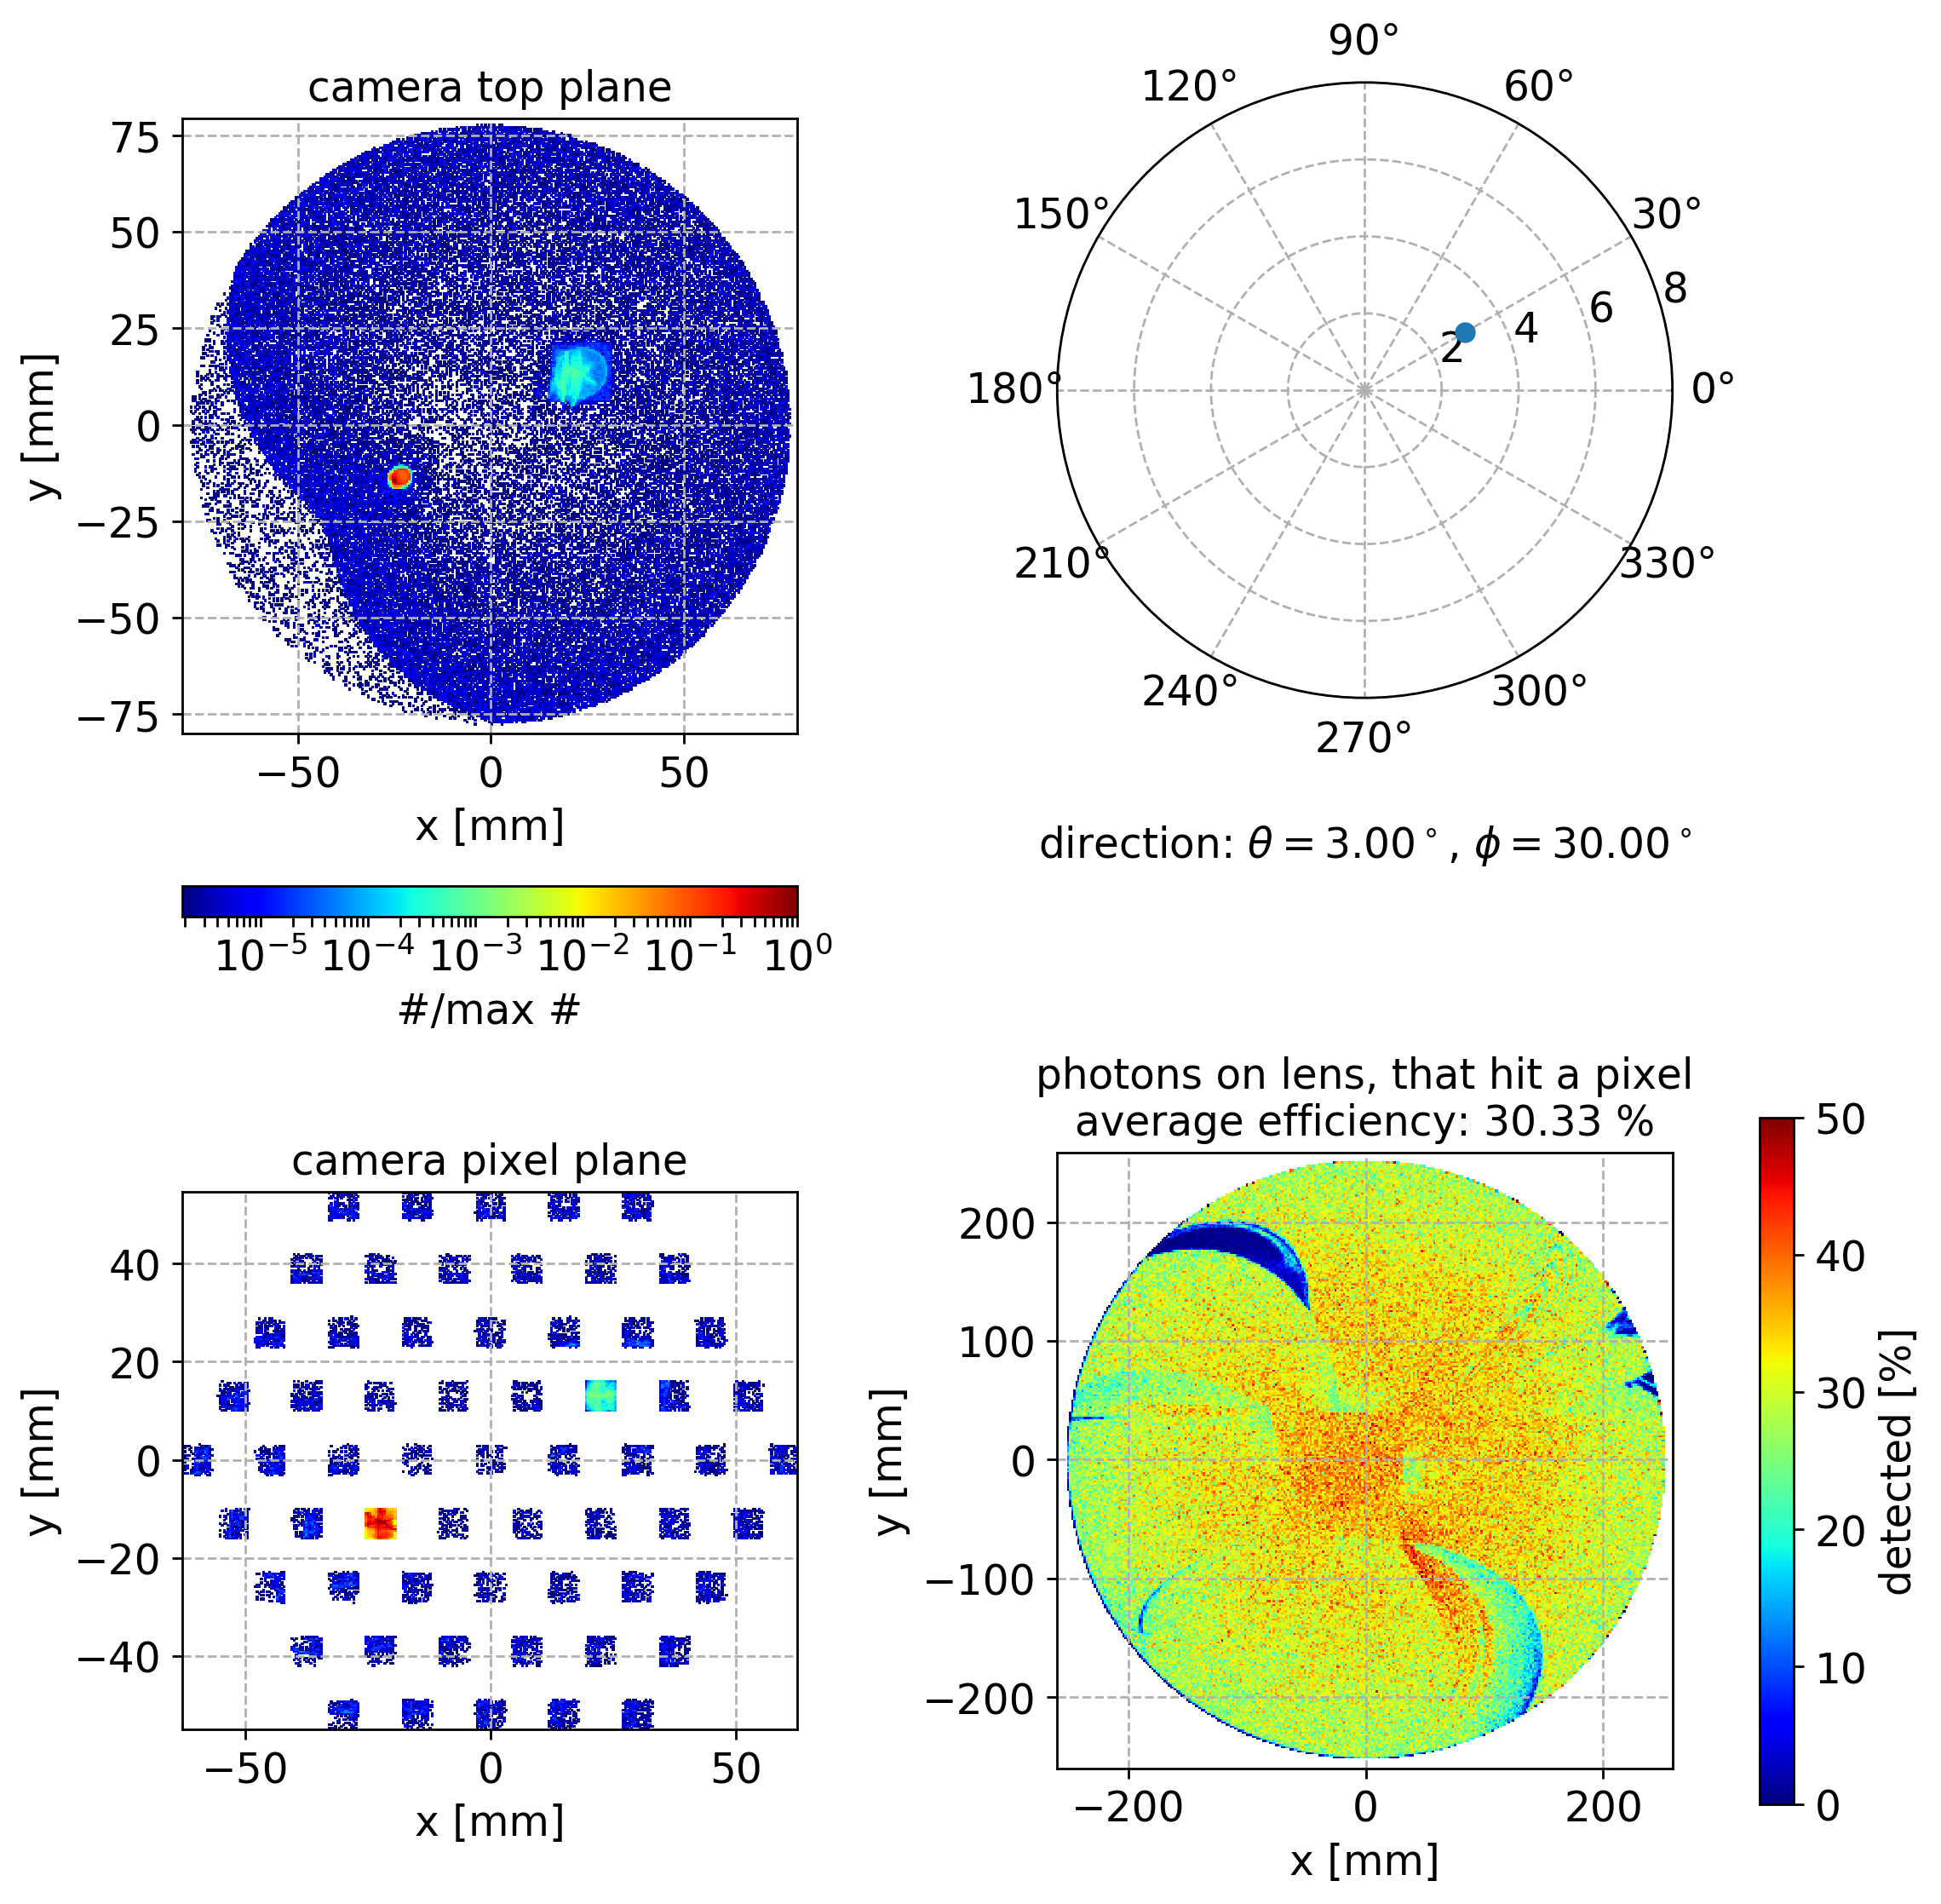 camera top plane
75
50
25
0
−25
−50
−75
y [mm]
−50 0 50
x [mm]
10⁻⁵ 10⁻⁴ 10⁻³ 10⁻² 10⁻¹ 10⁰
#/max #
90°
120° 60°
150° 30°
180° 0°
210° 330°
240° 300°
270°
2 4 6 8
direction: θ = 3.00°, ϕ = 30.00°
camera pixel plane
40
20
0
−20
−40
y [mm]
−50 0 50
x [mm]
photons on lens, that hit a pixel
average efficiency: 30.33 %
200
100
0
−100
−200
y [mm]
−200 0 200
x [mm]
50
40
30
20
10
0
detected [%]